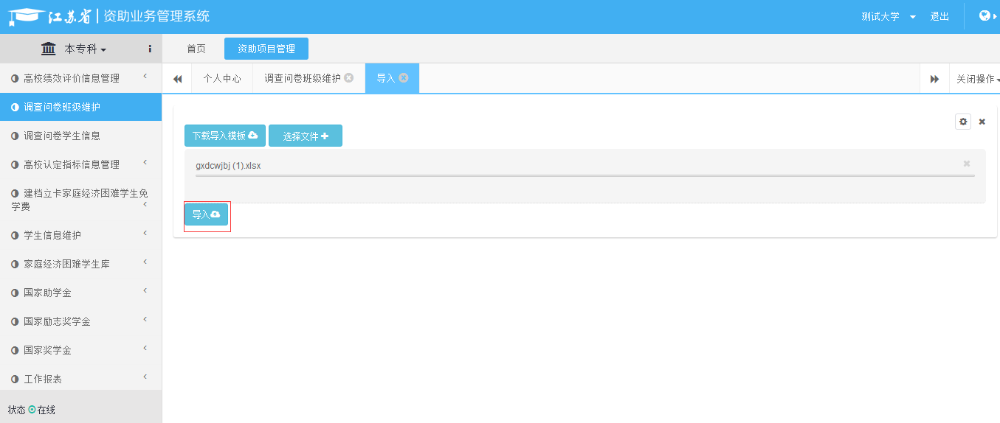 江苏省|资助业务管理系统
测试大学 退出
本专科
首页 资助项目管理
高校绩效评价信息管理
个人中心 调查问卷班级维护 导入 关闭操作
调查问卷班级维护
下载导入模板 选择文件
调查问卷学生信息
gxdcwjbj (1).xlsx
高校认定指标信息管理
建档立卡家庭经济困难学生免
学费
导入
学生信息维护
家庭经济困难学生库
国家助学金
国家励志奖学金
国家奖学金
工作报表
状态 在线